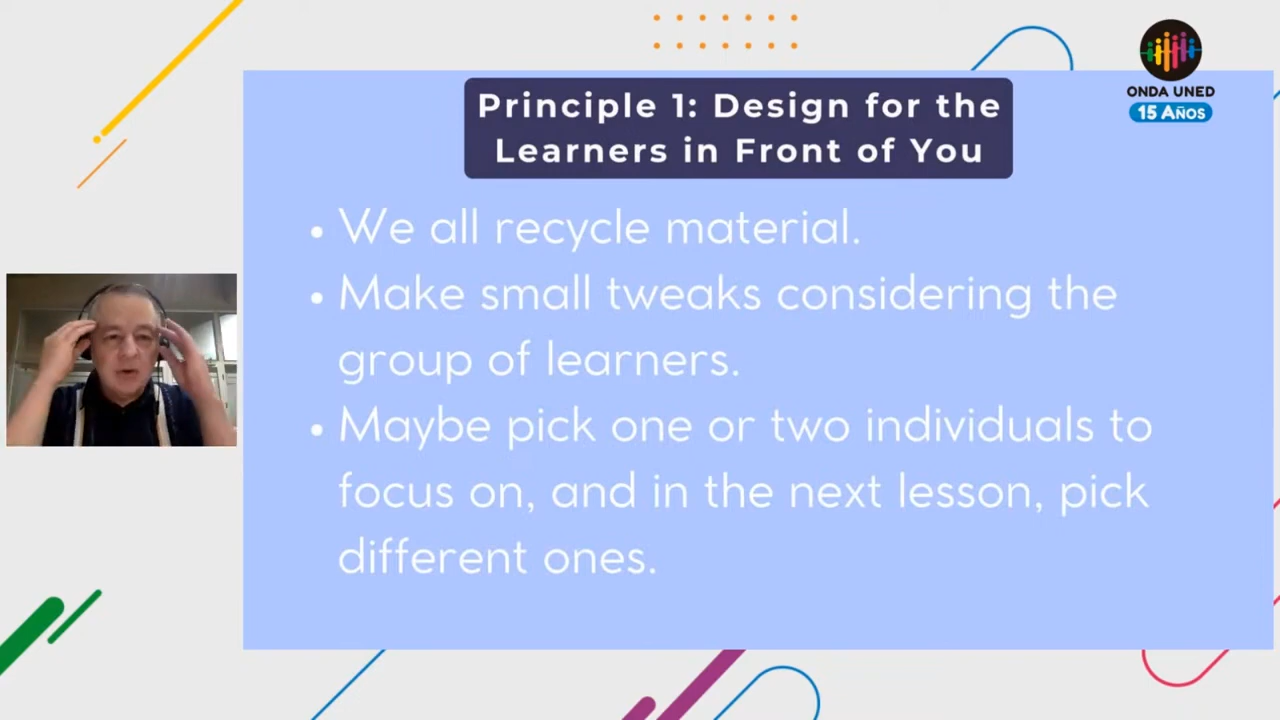 ONDA UNED
15 AÑOS
Principle 1: Design for the
Learners in Front of You
• We all recycle material.
• Make small tweaks considering the
group of learners.
• Maybe pick one or two individuals to
focus on, and in the next lesson, pick
different ones.